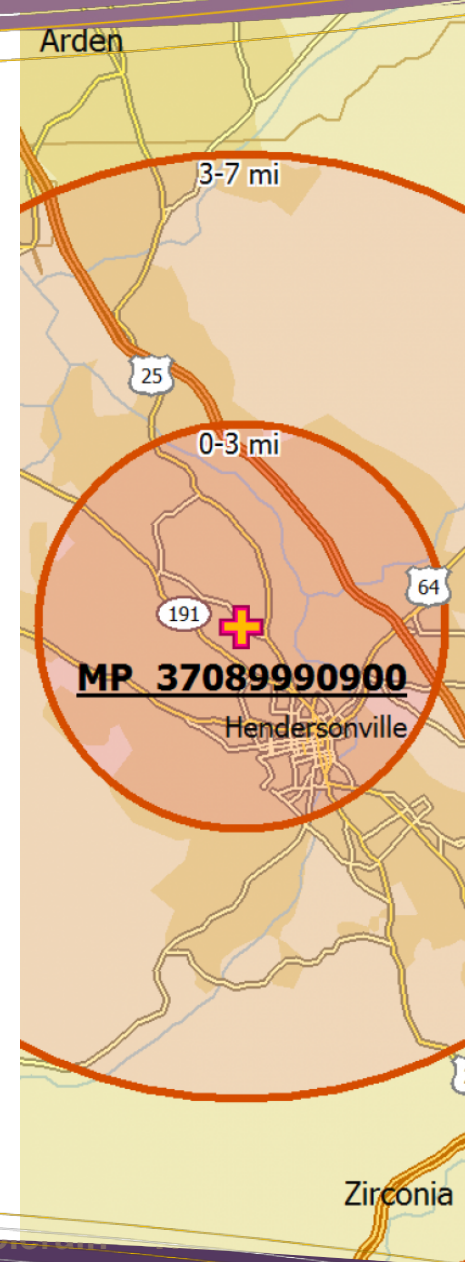 Arden
3-7 mi
25
0-3 mi
64
191
MP 37089990900
Hendersonville
Zirconia